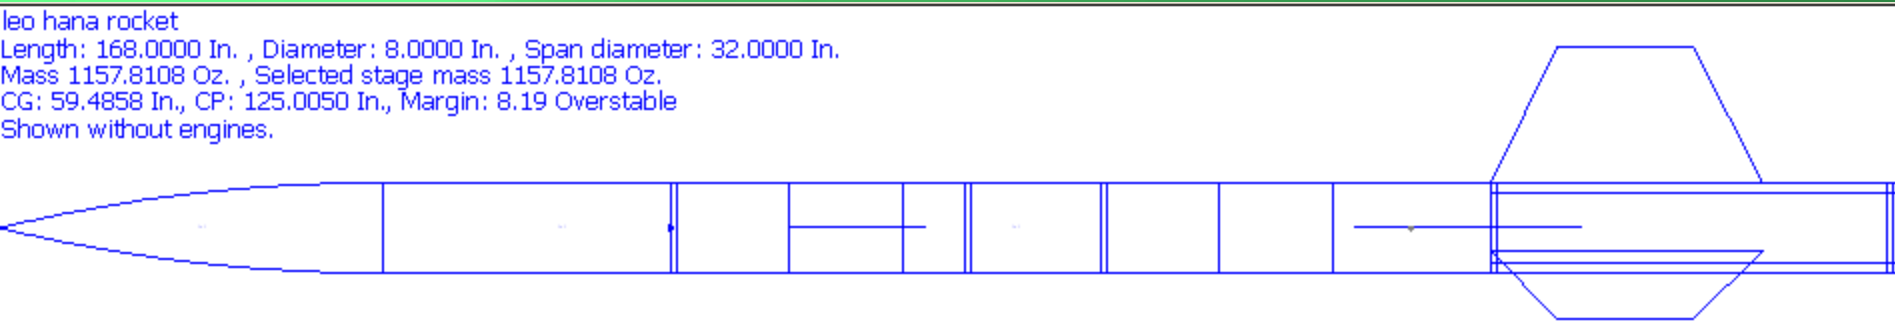 leo hana rocket
Length: 168.0000 In. , Diameter: 8.0000 In. , Span diameter: 32.0000 In.
Mass 1157.8108 Oz. , Selected stage mass 1157.8108 Oz.
CG: 59.4858 In., CP: 125.0050 In., Margin: 8.19 Overstable
Shown without engines.